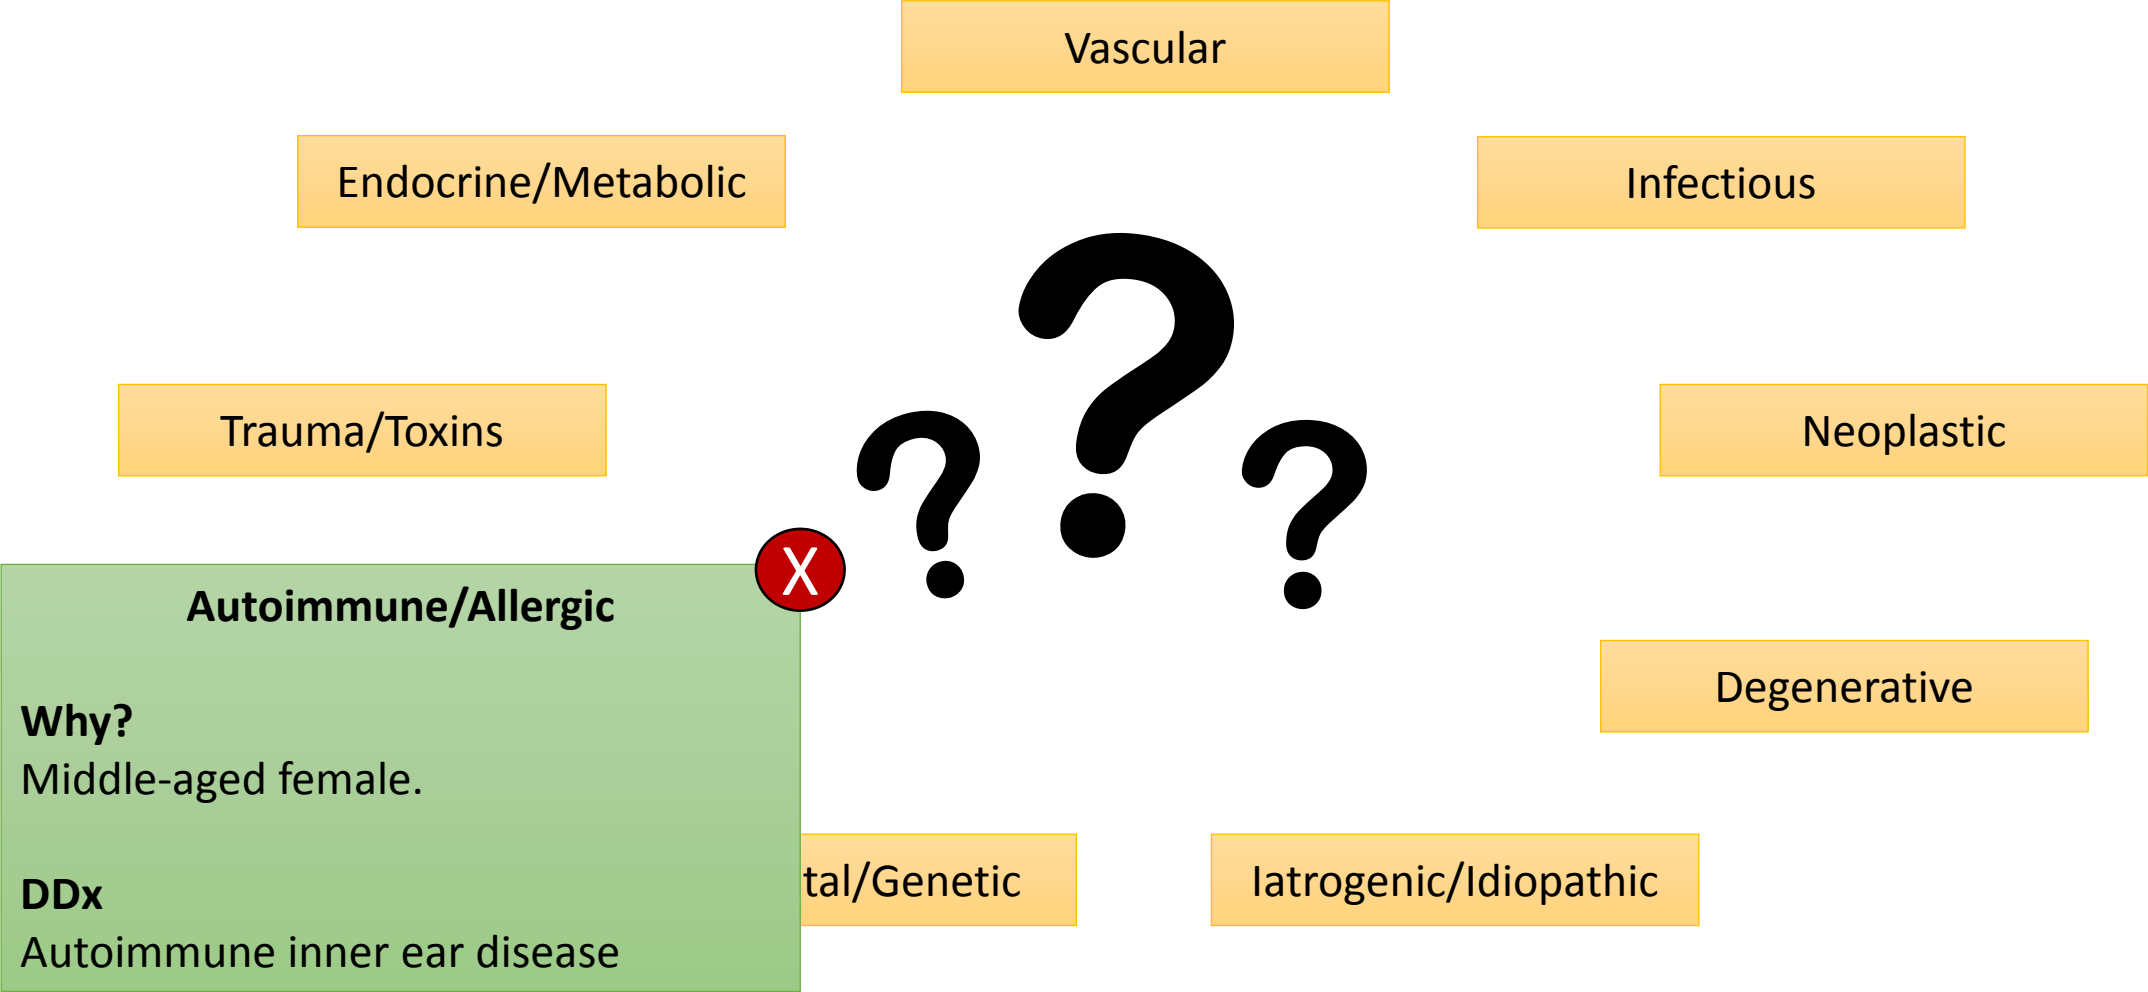 Vascular
Endocrine/Metabolic
Infectious
Trauma/Toxins
Neoplastic
X
Autoimmune/Allergic
Why?
Middle-aged female.
DDx
Autoimmune inner ear disease
Degenerative
tal/Genetic
Iatrogenic/Idiopathic